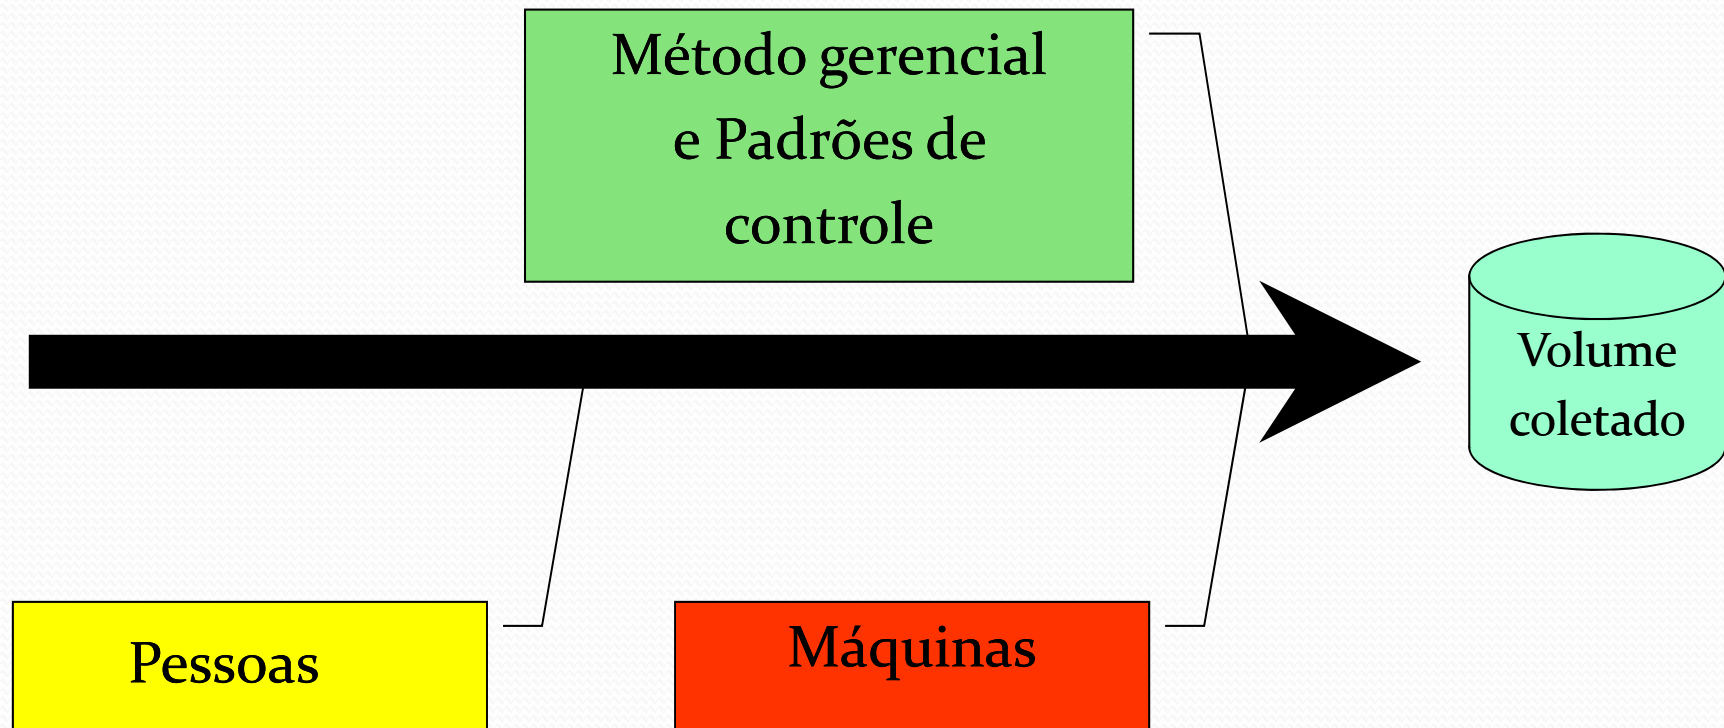 Método gerencial
e Padrões de
controle
Volume
coletado
Pessoas
Máquinas